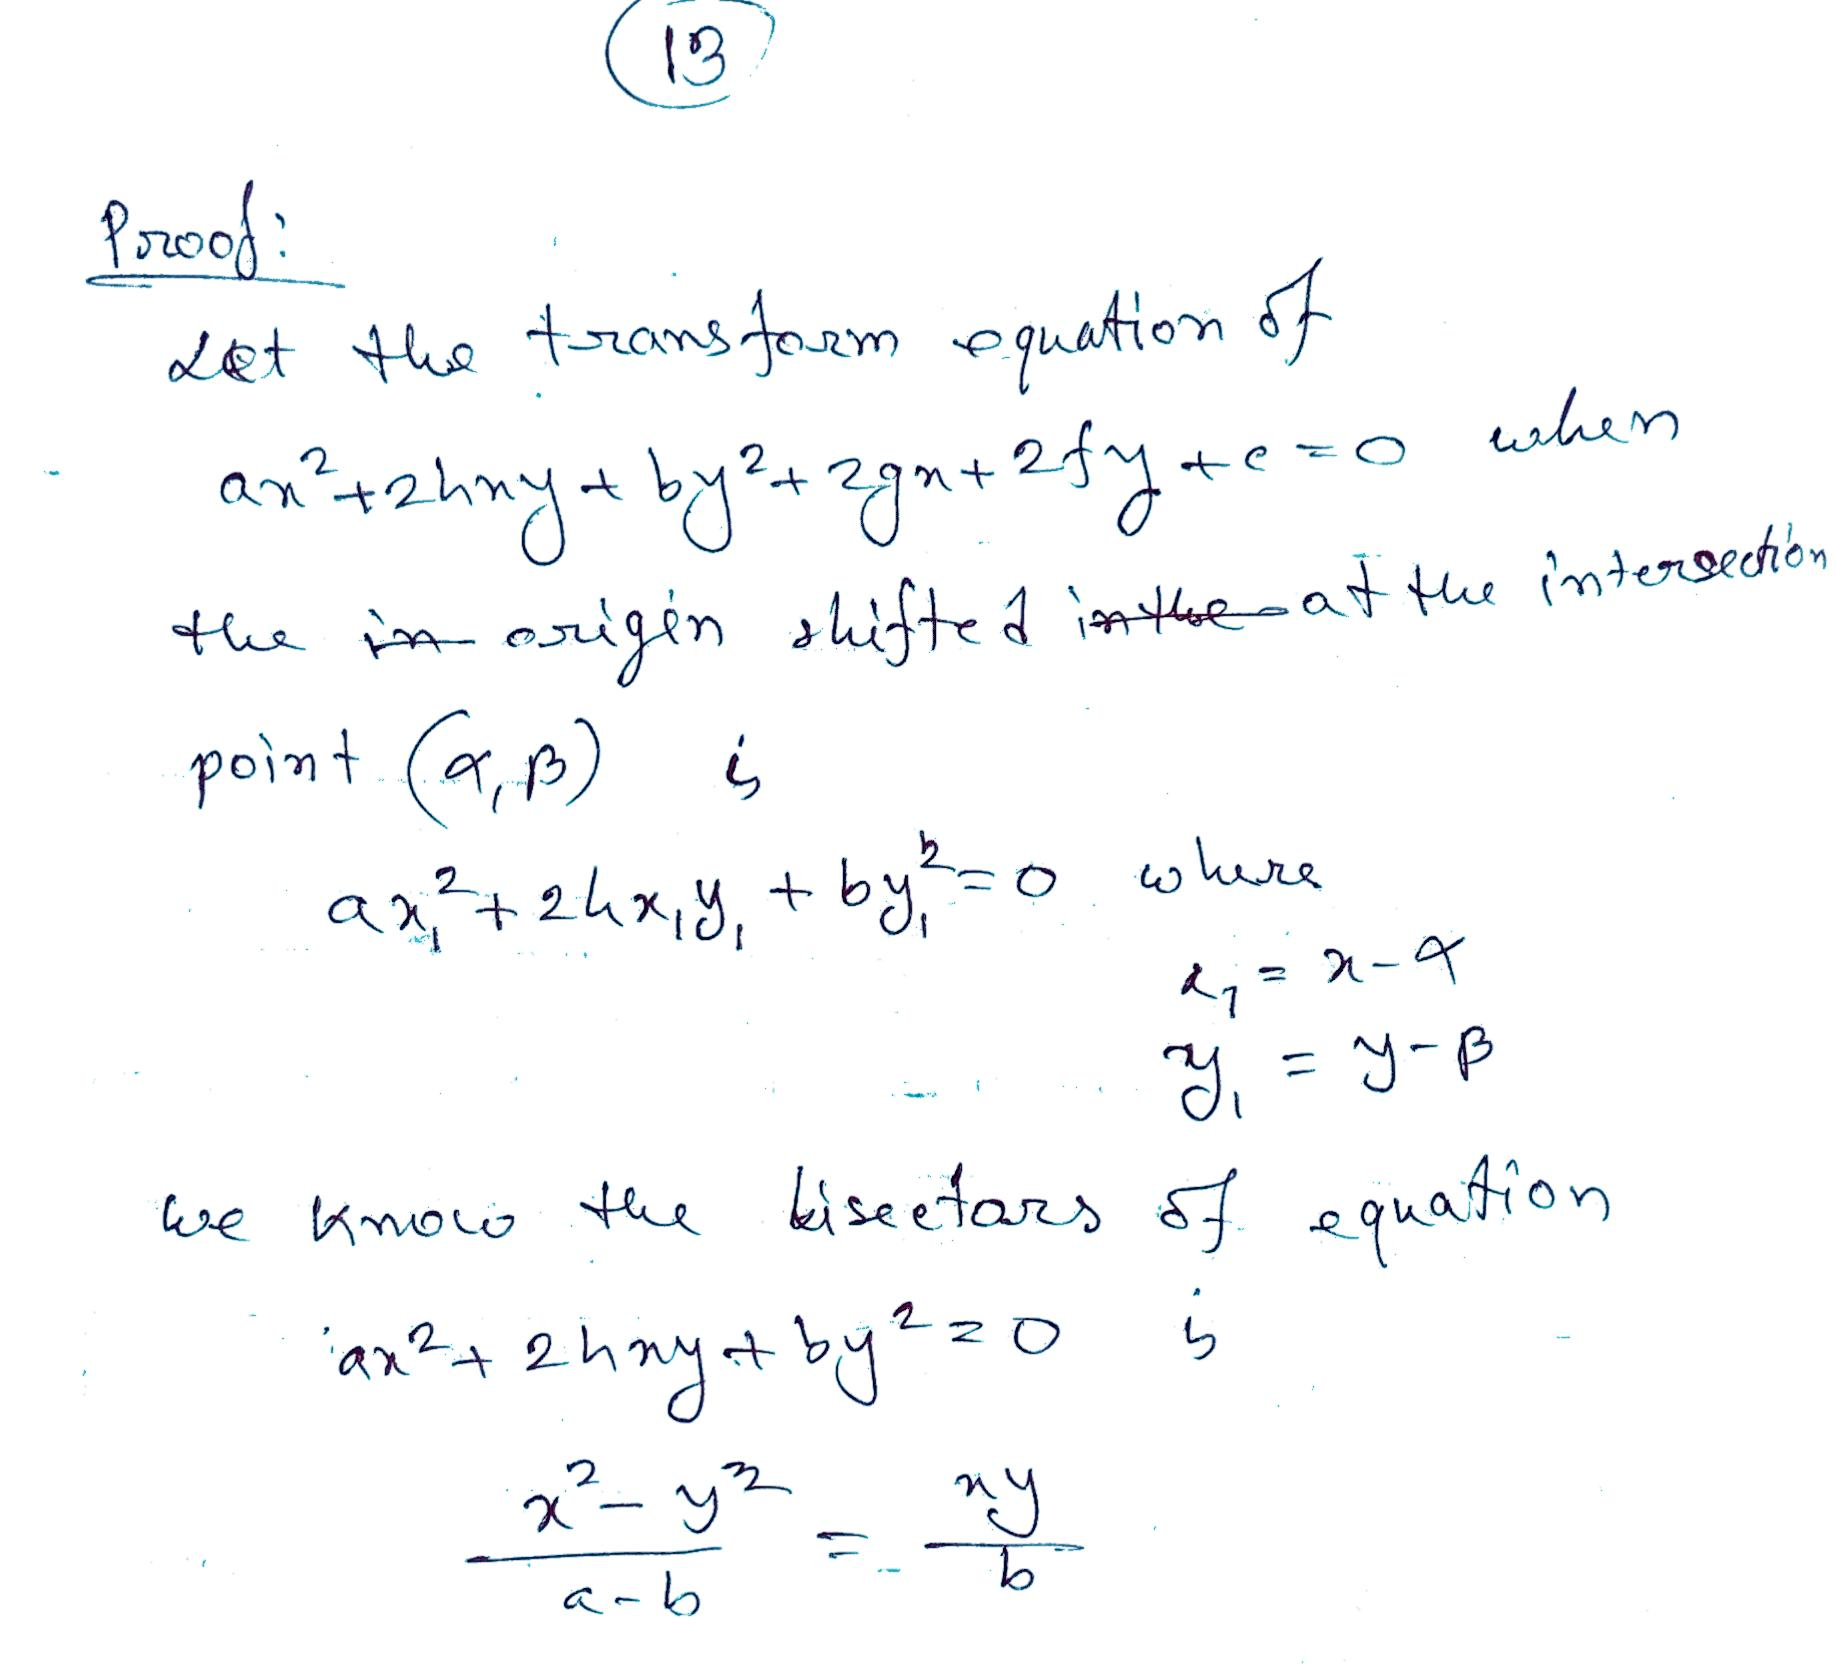 13
Proof:
Let the transform equation of
ax²+2hxy+by²+2gx+2fy+c=0 when
the in origin shifted in the at the intersection
point (α,β) is
ax₁²+2hx₁y₁+by₁²=0 where
x₁=x-α
y₁=y-β
we know the bisectors of equation
ax²+2hxy+by²=0 is
x²-y²/a-b = xy/b